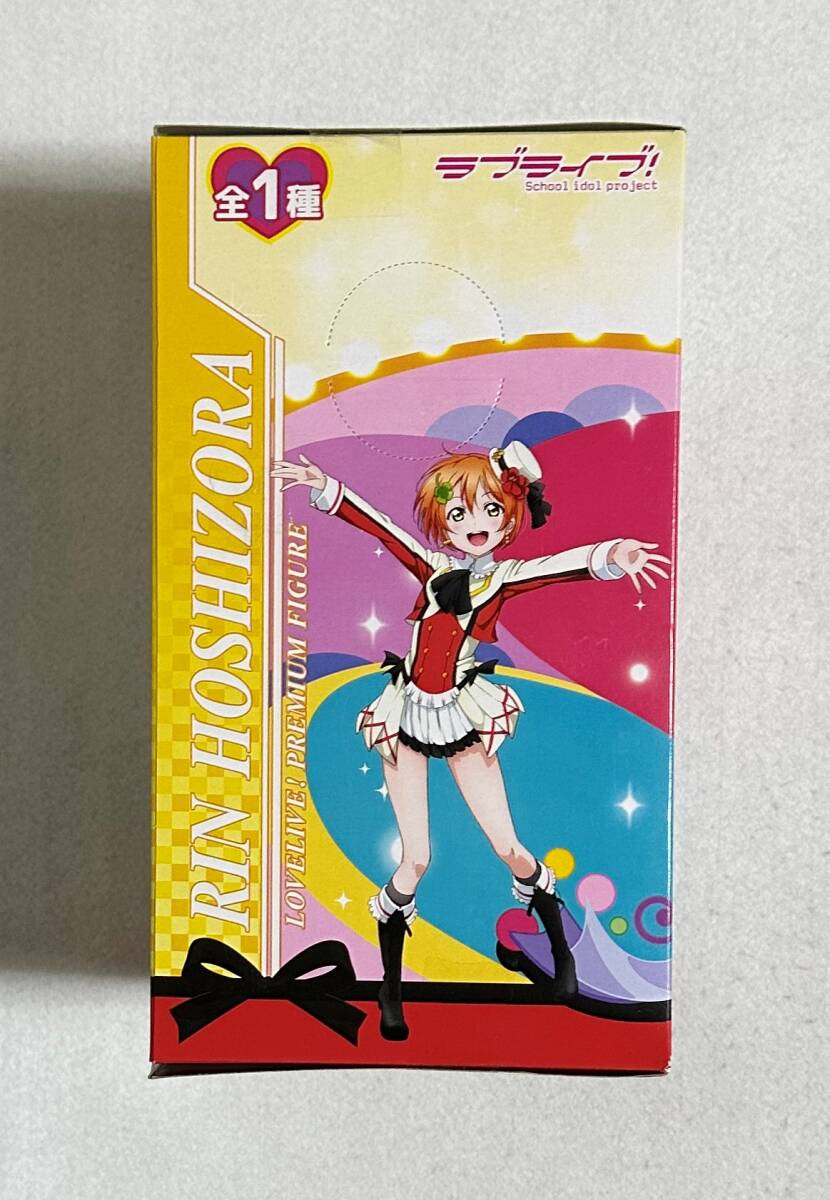 全1種
ラブライブ!
School idol project
RIN HOSHIZORA
LOVELIVE! PREMIUM FIGURE